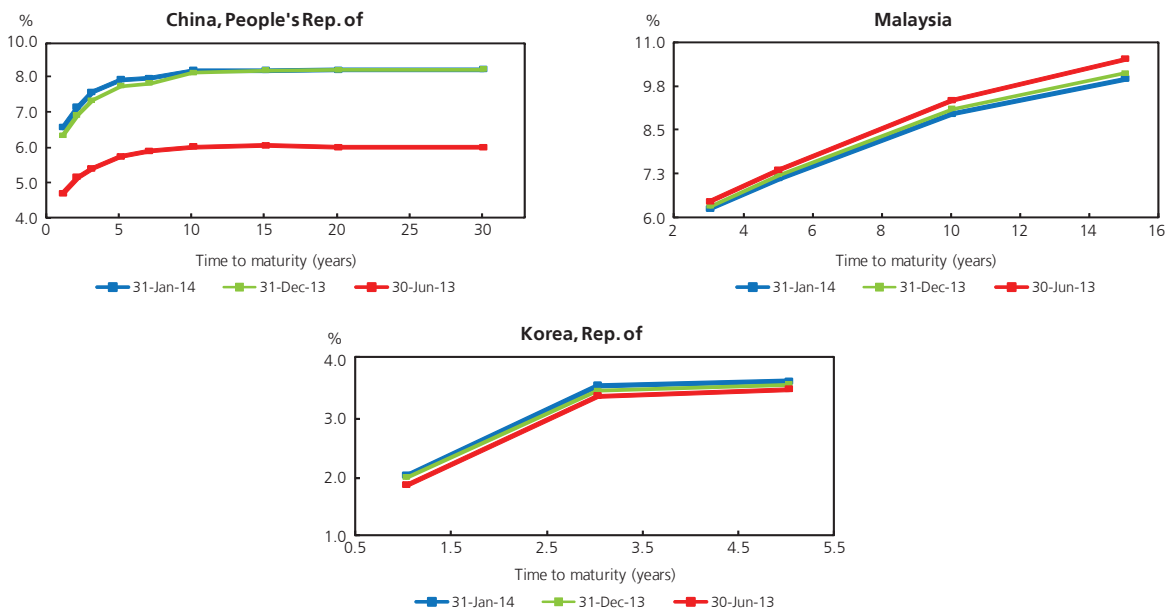 China, People's Rep. of
%
10.0
9.0
8.0
7.0
6.0
5.0
4.0
0 5 10 15 20 25 30
Time to maturity (years)
31-Jan-14 31-Dec-13 30-Jun-13
Malaysia
%
11.0
9.8
8.5
7.3
6.0
2 4 6 8 10 12 14 16
Time to maturity (years)
31-Jan-14 31-Dec-13 30-Jun-13
Korea, Rep. of
%
4.0
3.0
2.0
1.0
0.5 1.5 2.5 3.5 4.5 5.5
Time to maturity (years)
31-Jan-14 31-Dec-13 30-Jun-13